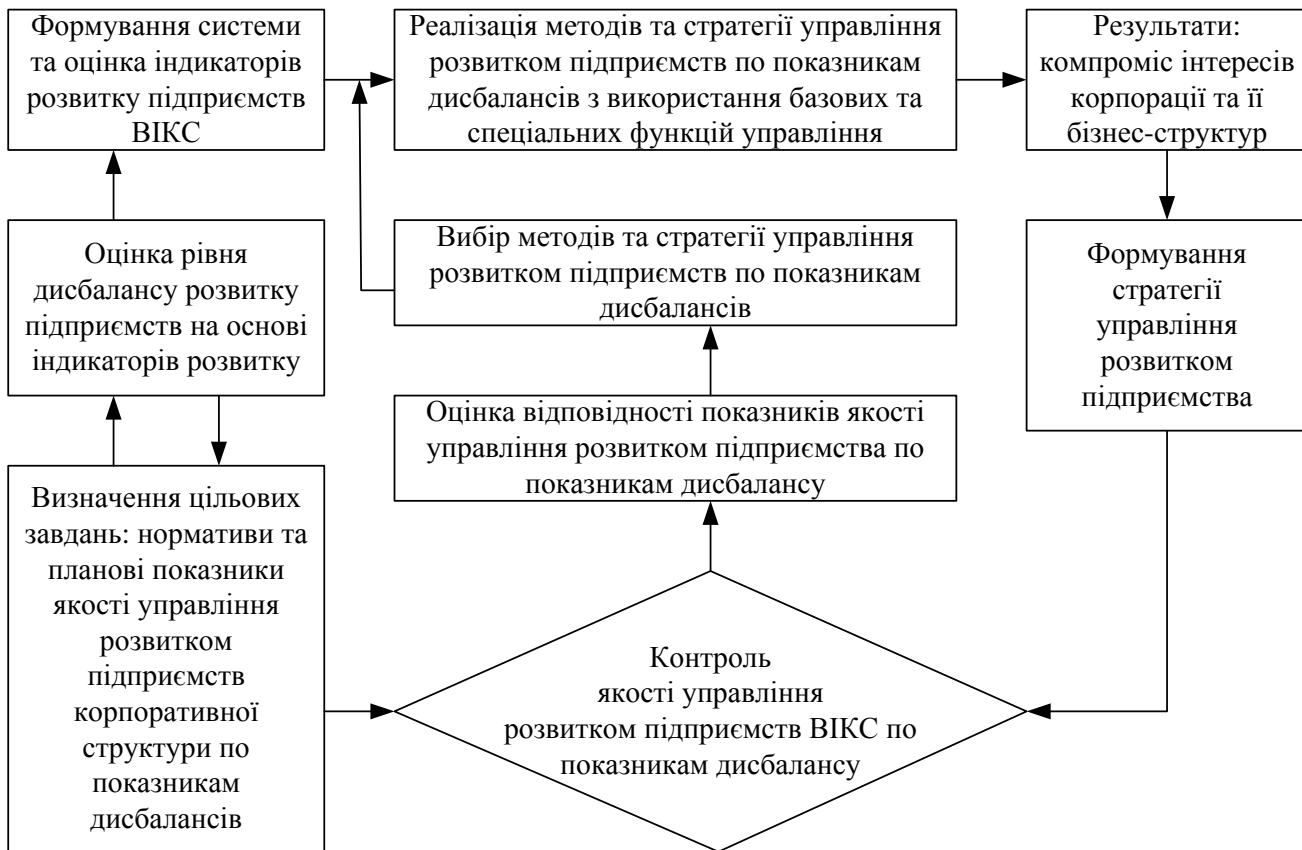 Формування системи
та оцінка індикаторів
розвитку підприємств
ВІКС
Реалізація методів та стратегії управління
розвитком підприємств по показникам
дисбалансів з використання базових та
спеціальних функцій управління
Результати:
компроміс інтересів
корпорації та її
бізнес-структур
Оцінка рівня
дисбалансу розвитку
підприємств на основі
індикаторів розвитку
Вибір методів та стратегії управління
розвитком підприємств по показникам
дисбалансів
Формування
стратегії
управління
розвитком
підприємства
Оцінка відповідності показників якості
управління розвитком підприємства по
показникам дисбалансу
Визначення цільових
завдань: нормативи та
планові показники
якості управління
розвитком
підприємств
корпоративної
структури по
показникам
дисбалансів
Контроль
якості управління
розвитком підприємств ВІКС по
показникам дисбалансу